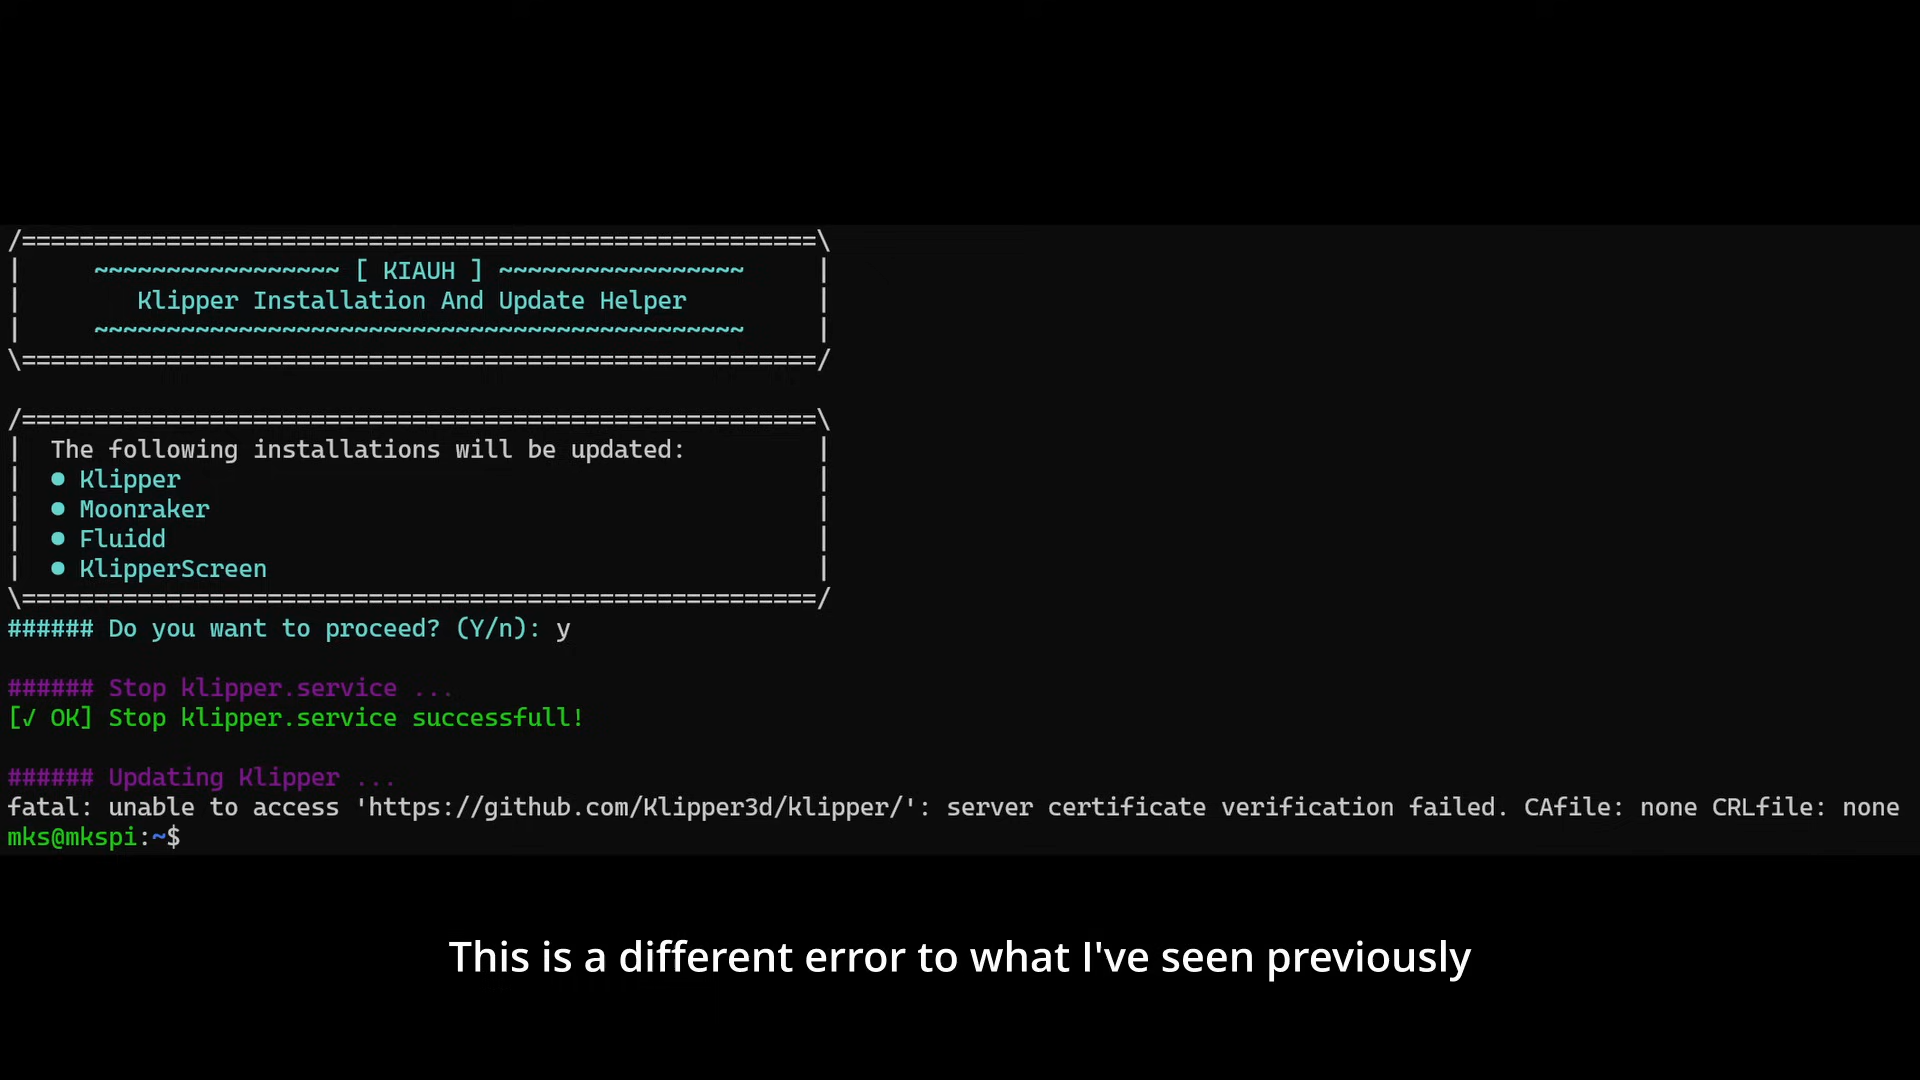 /=======================================================\
|     ~~~~~~~~~~~~~~~~~ [ KIAUH ] ~~~~~~~~~~~~~~~~~     |
|        Klipper Installation And Update Helper         |
|     ~~~~~~~~~~~~~~~~~~~~~~~~~~~~~~~~~~~~~~~~~~~~~     |
\=======================================================/
/=======================================================\
|  The following installations will be updated:         |
|  ● Klipper                                            |
|  ● Moonraker                                          |
|  ● Fluidd                                             |
|  ● KlipperScreen                                      |
\=======================================================/
###### Do you want to proceed? (Y/n): y
###### Stop klipper.service ...
[✓ OK] Stop klipper.service successfull!
###### Updating Klipper ...
fatal: unable to access 'https://github.com/Klipper3d/klipper/': server certificate verification failed. CAfile: none CRLfile: none
mks@mkspi:~$
This is a different error to what I've seen previously